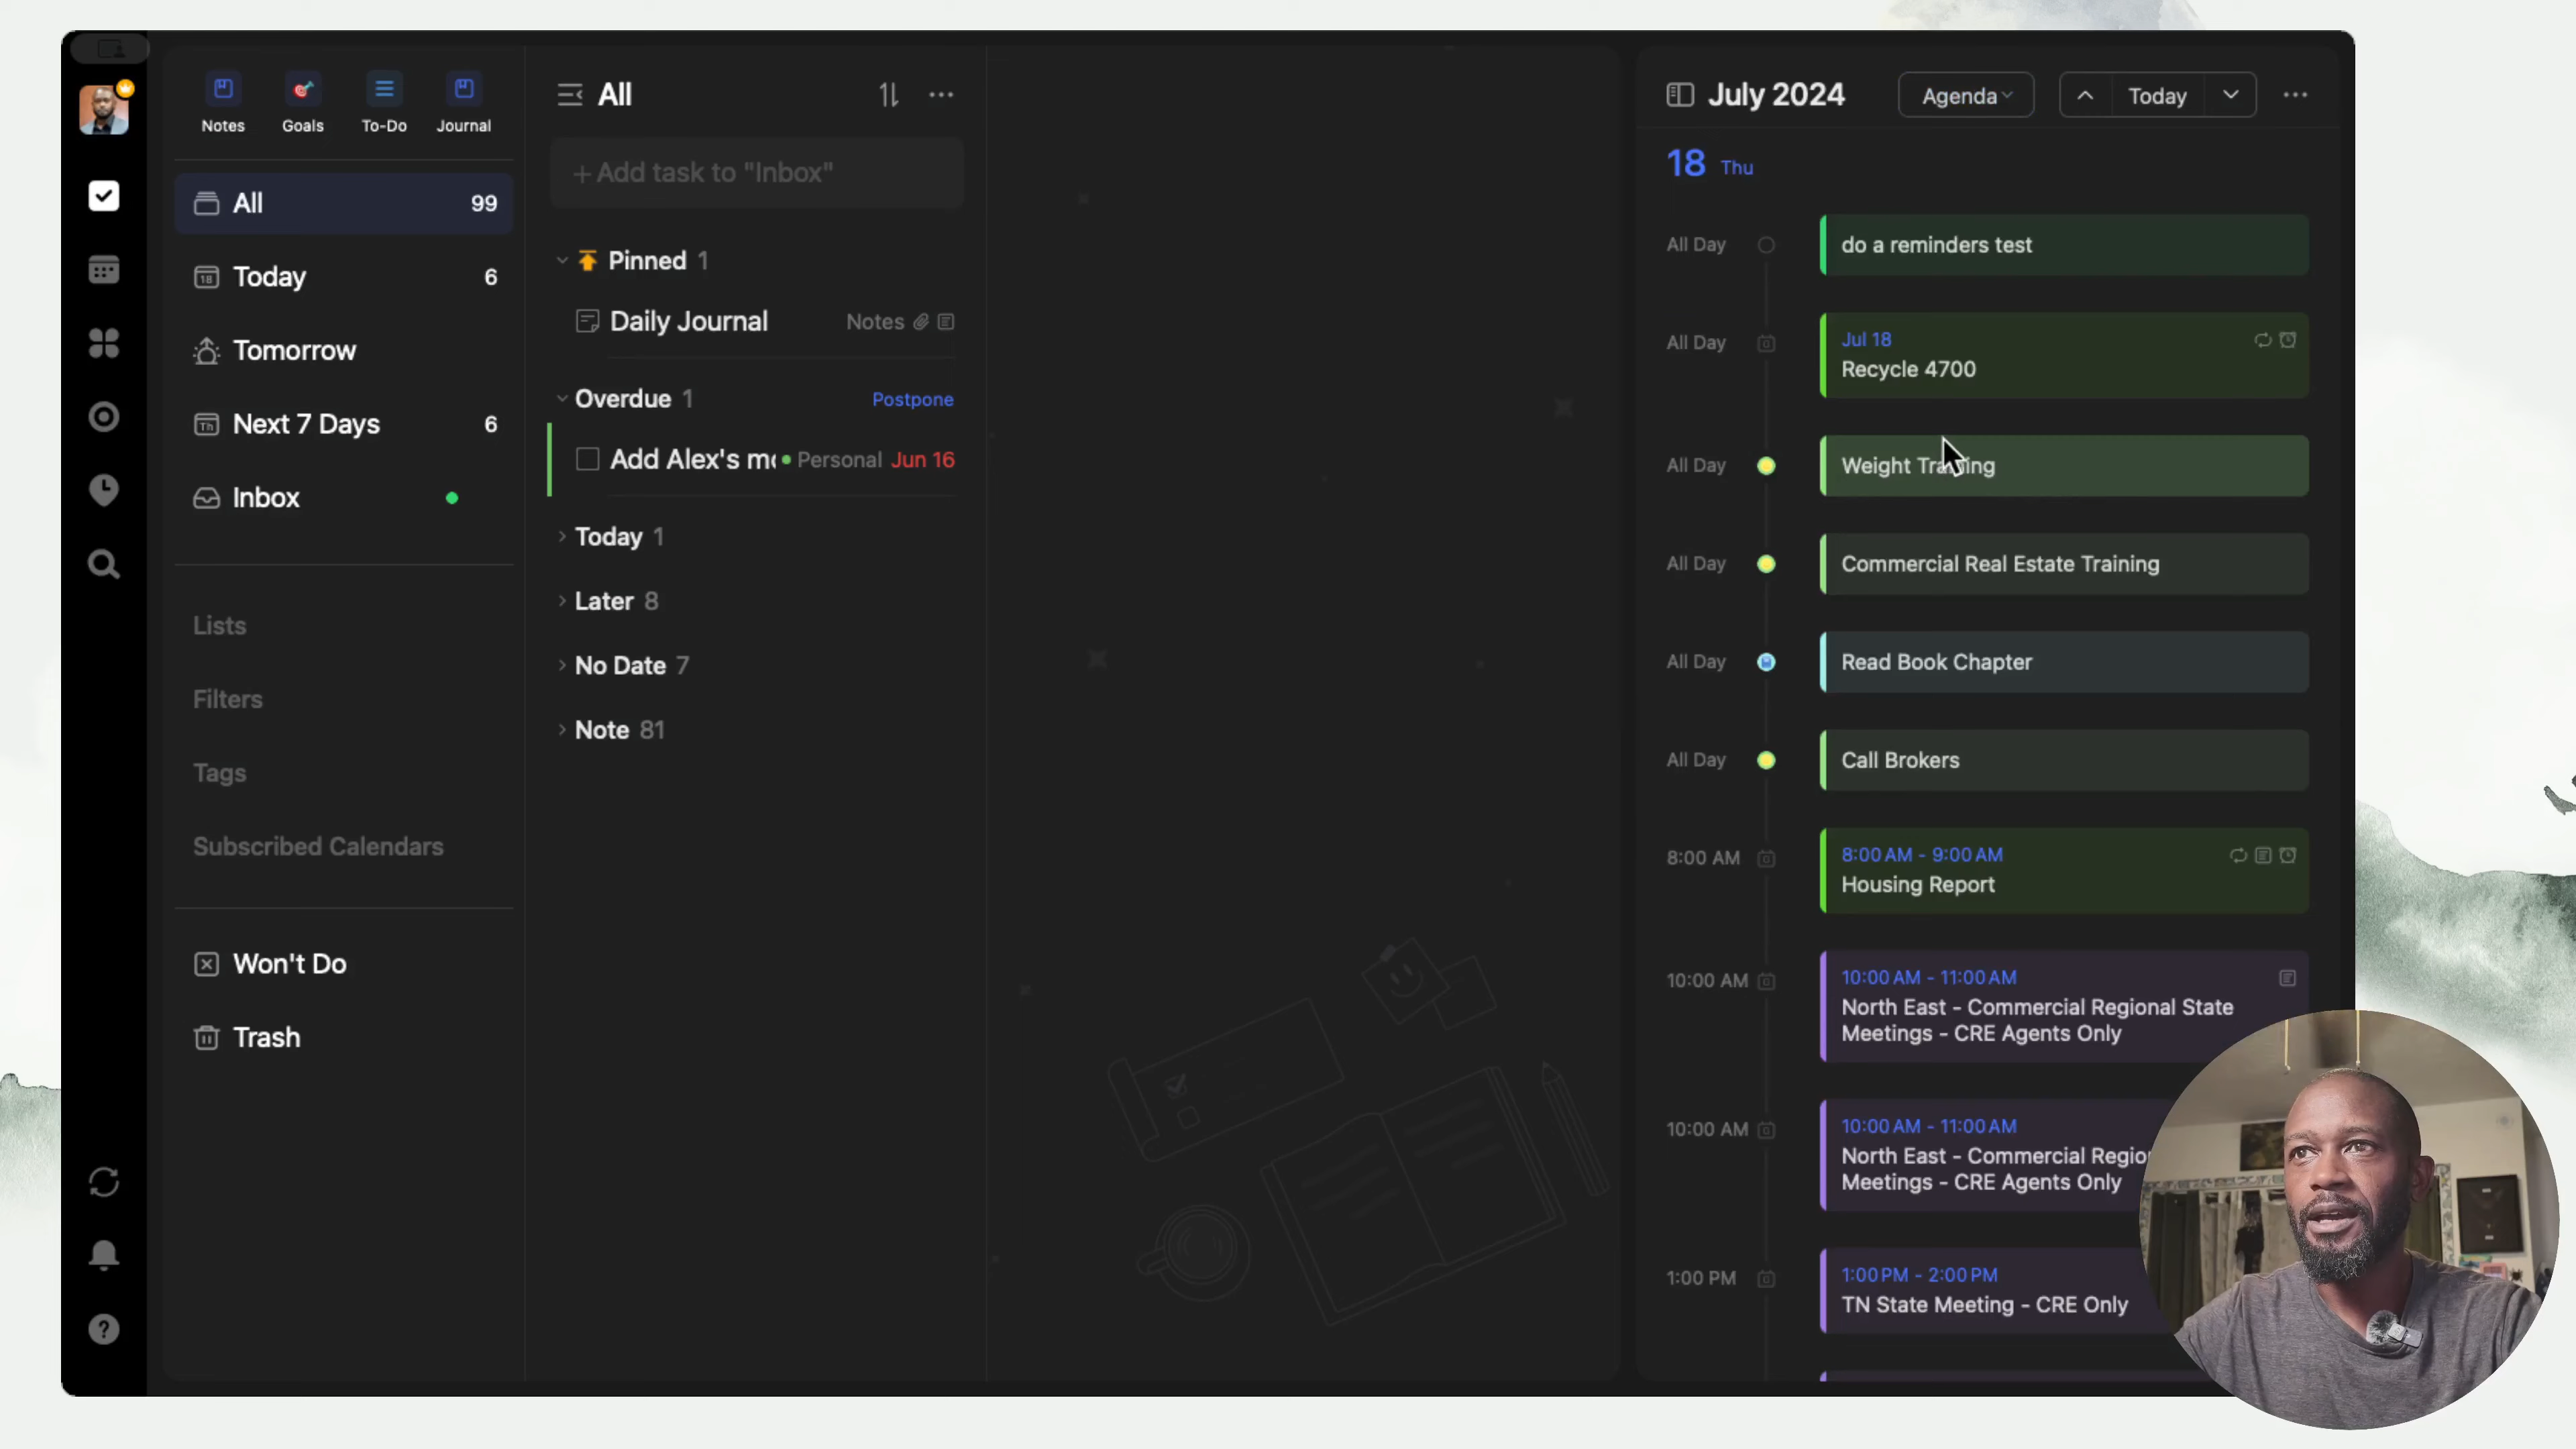 Notes
Goals
To-Do
Journal
All 99
18 Today 6
Tomorrow
Th Next 7 Days 6
Inbox
Lists
Filters
Tags
Subscribed Calendars
Won't Do
Trash
All
+ Add task to "Inbox"
Pinned 1
Daily Journal Notes
Overdue 1 Postpone
Add Alex's Personal Jun 16
Today 1
Later 8
No Date 7
Note 81
July 2024 Agenda Today
18 Thu
All Day do a reminders test
All Day Jul 18
Recycle 4700
All Day Weight Training
All Day Commercial Real Estate Training
All Day Read Book Chapter
All Day Call Brokers
8:00 AM 8:00 AM - 9:00 AM
Housing Report
10:00 AM 10:00 AM - 11:00 AM
North East - Commercial Regional State
Meetings - CRE Agents Only
10:00 AM 10:00 AM - 11:00 AM
North East - Commercial
Meetings - CRE Agents Only
1:00 PM 1:00 PM - 2:00 PM
TN State Meeting - CRE Only